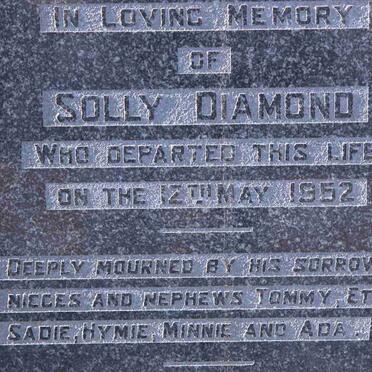 IN LOVING MEMORY
OF
SOLLY DIAMOND
WHO DEPARTED THIS LIFE
ON THE 12TH MAY 1952
DEEPLY MOURNED BY HIS SORROW
NIECES AND NEPHEWS TOMMY, ET
SADIE, HYMIE, MINNIE AND ADA.